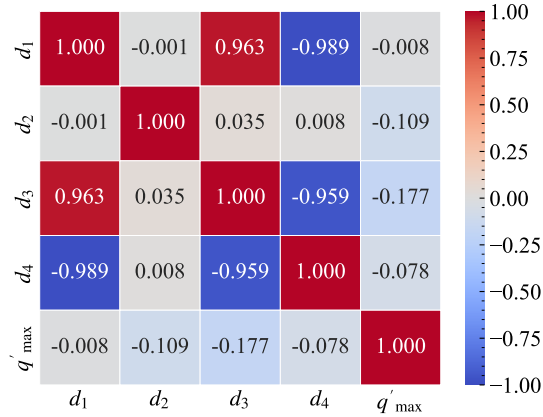 d1 1.000 -0.001 0.963 -0.989 -0.008
d2 -0.001 1.000 0.035 0.008 -0.109
d3 0.963 0.035 1.000 -0.959 -0.177
d4 -0.989 0.008 -0.959 1.000 -0.078
q'max -0.008 -0.109 -0.177 -0.078 1.000
d1 d2 d3 d4 q'max
1.00
0.75
0.50
0.25
0.00
−0.25
−0.50
−0.75
−1.00